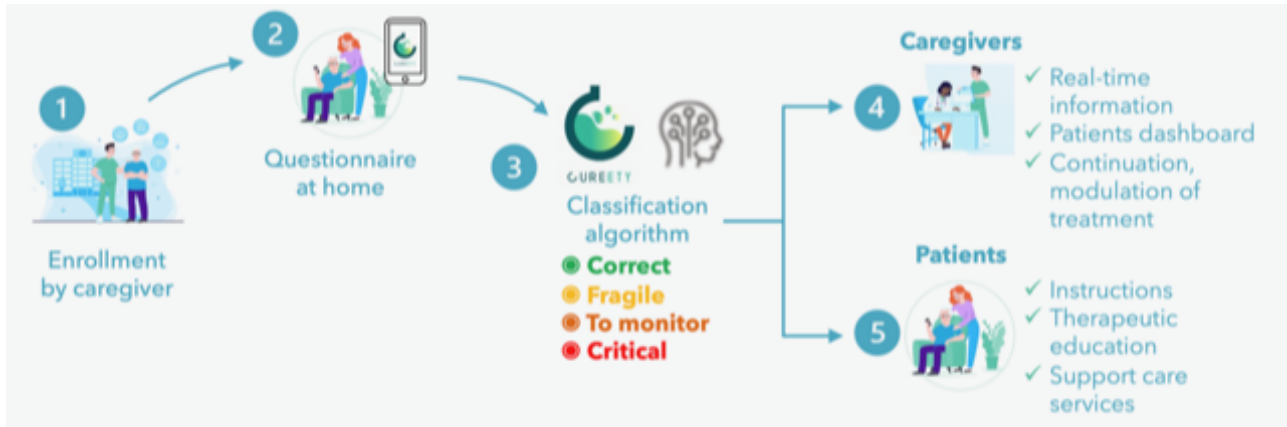 1
Enrollment
by caregiver
2
Questionnaire
at home
3
CUREETY
Classification
algorithm
Correct
Fragile
To monitor
Critical
4
Caregivers
✓ Real-time
information
✓ Patients dashboard
✓ Continuation,
modulation of
treatment
5
Patients
✓ Instructions
✓ Therapeutic
education
✓ Support care
services